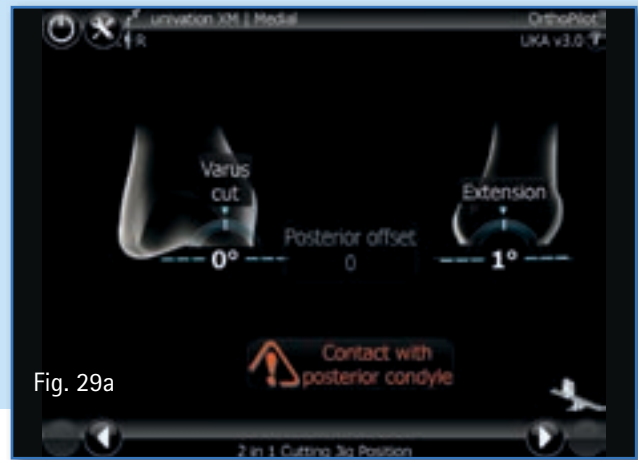 univation XM | Medial
OrthoPilot
R
UKA v3.0
Varus
cut
Extension
Posterior offset
0
0°
1°
Contact with
posterior condyle
Fig. 29a
2 in 1 Cutting Jig Position